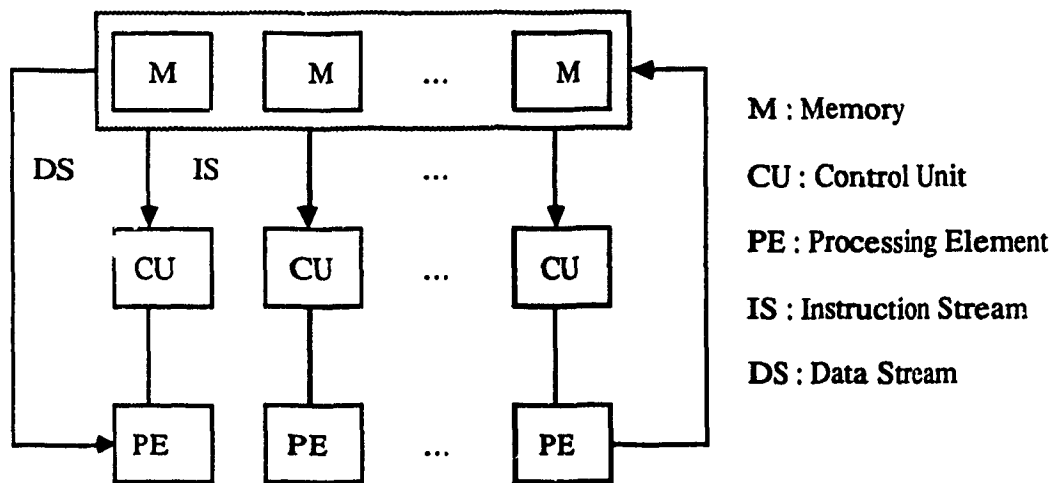 M M ... M
DS IS ...
CU CU ... CU
PE PE ... PE
M : Memory
CU : Control Unit
PE : Processing Element
IS : Instruction Stream
DS : Data Stream